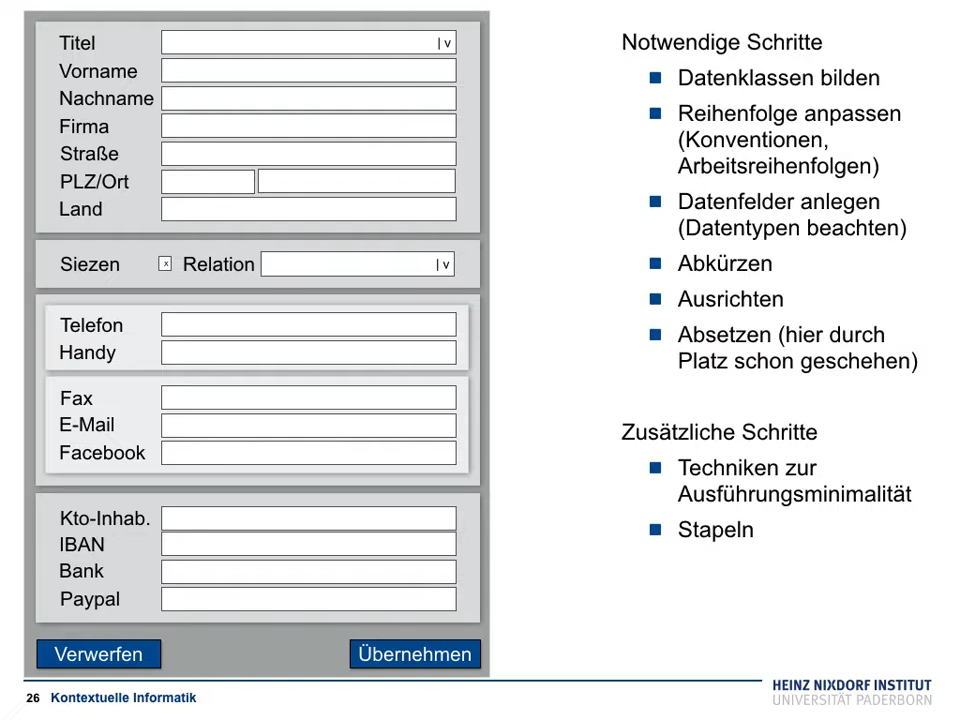 Titel | v
Vorname
Nachname
Firma
Straße
PLZ/Ort
Land
Siezen x Relation | v
Telefon
Handy
Fax
E-Mail
Facebook
Kto-Inhab.
IBAN
Bank
Paypal
Verwerfen Übernehmen
Notwendige Schritte
Datenklassen bilden
Reihenfolge anpassen
(Konventionen,
Arbeitsreihenfolgen)
Datenfelder anlegen
(Datentypen beachten)
Abkürzen
Ausrichten
Absetzen (hier durch
Platz schon geschehen)
Zusätzliche Schritte
Techniken zur
Ausführungsminimalität
Stapeln
26 Kontextuelle Informatik
HEINZ NIXDORF INSTITUT
UNIVERSITÄT PADERBORN